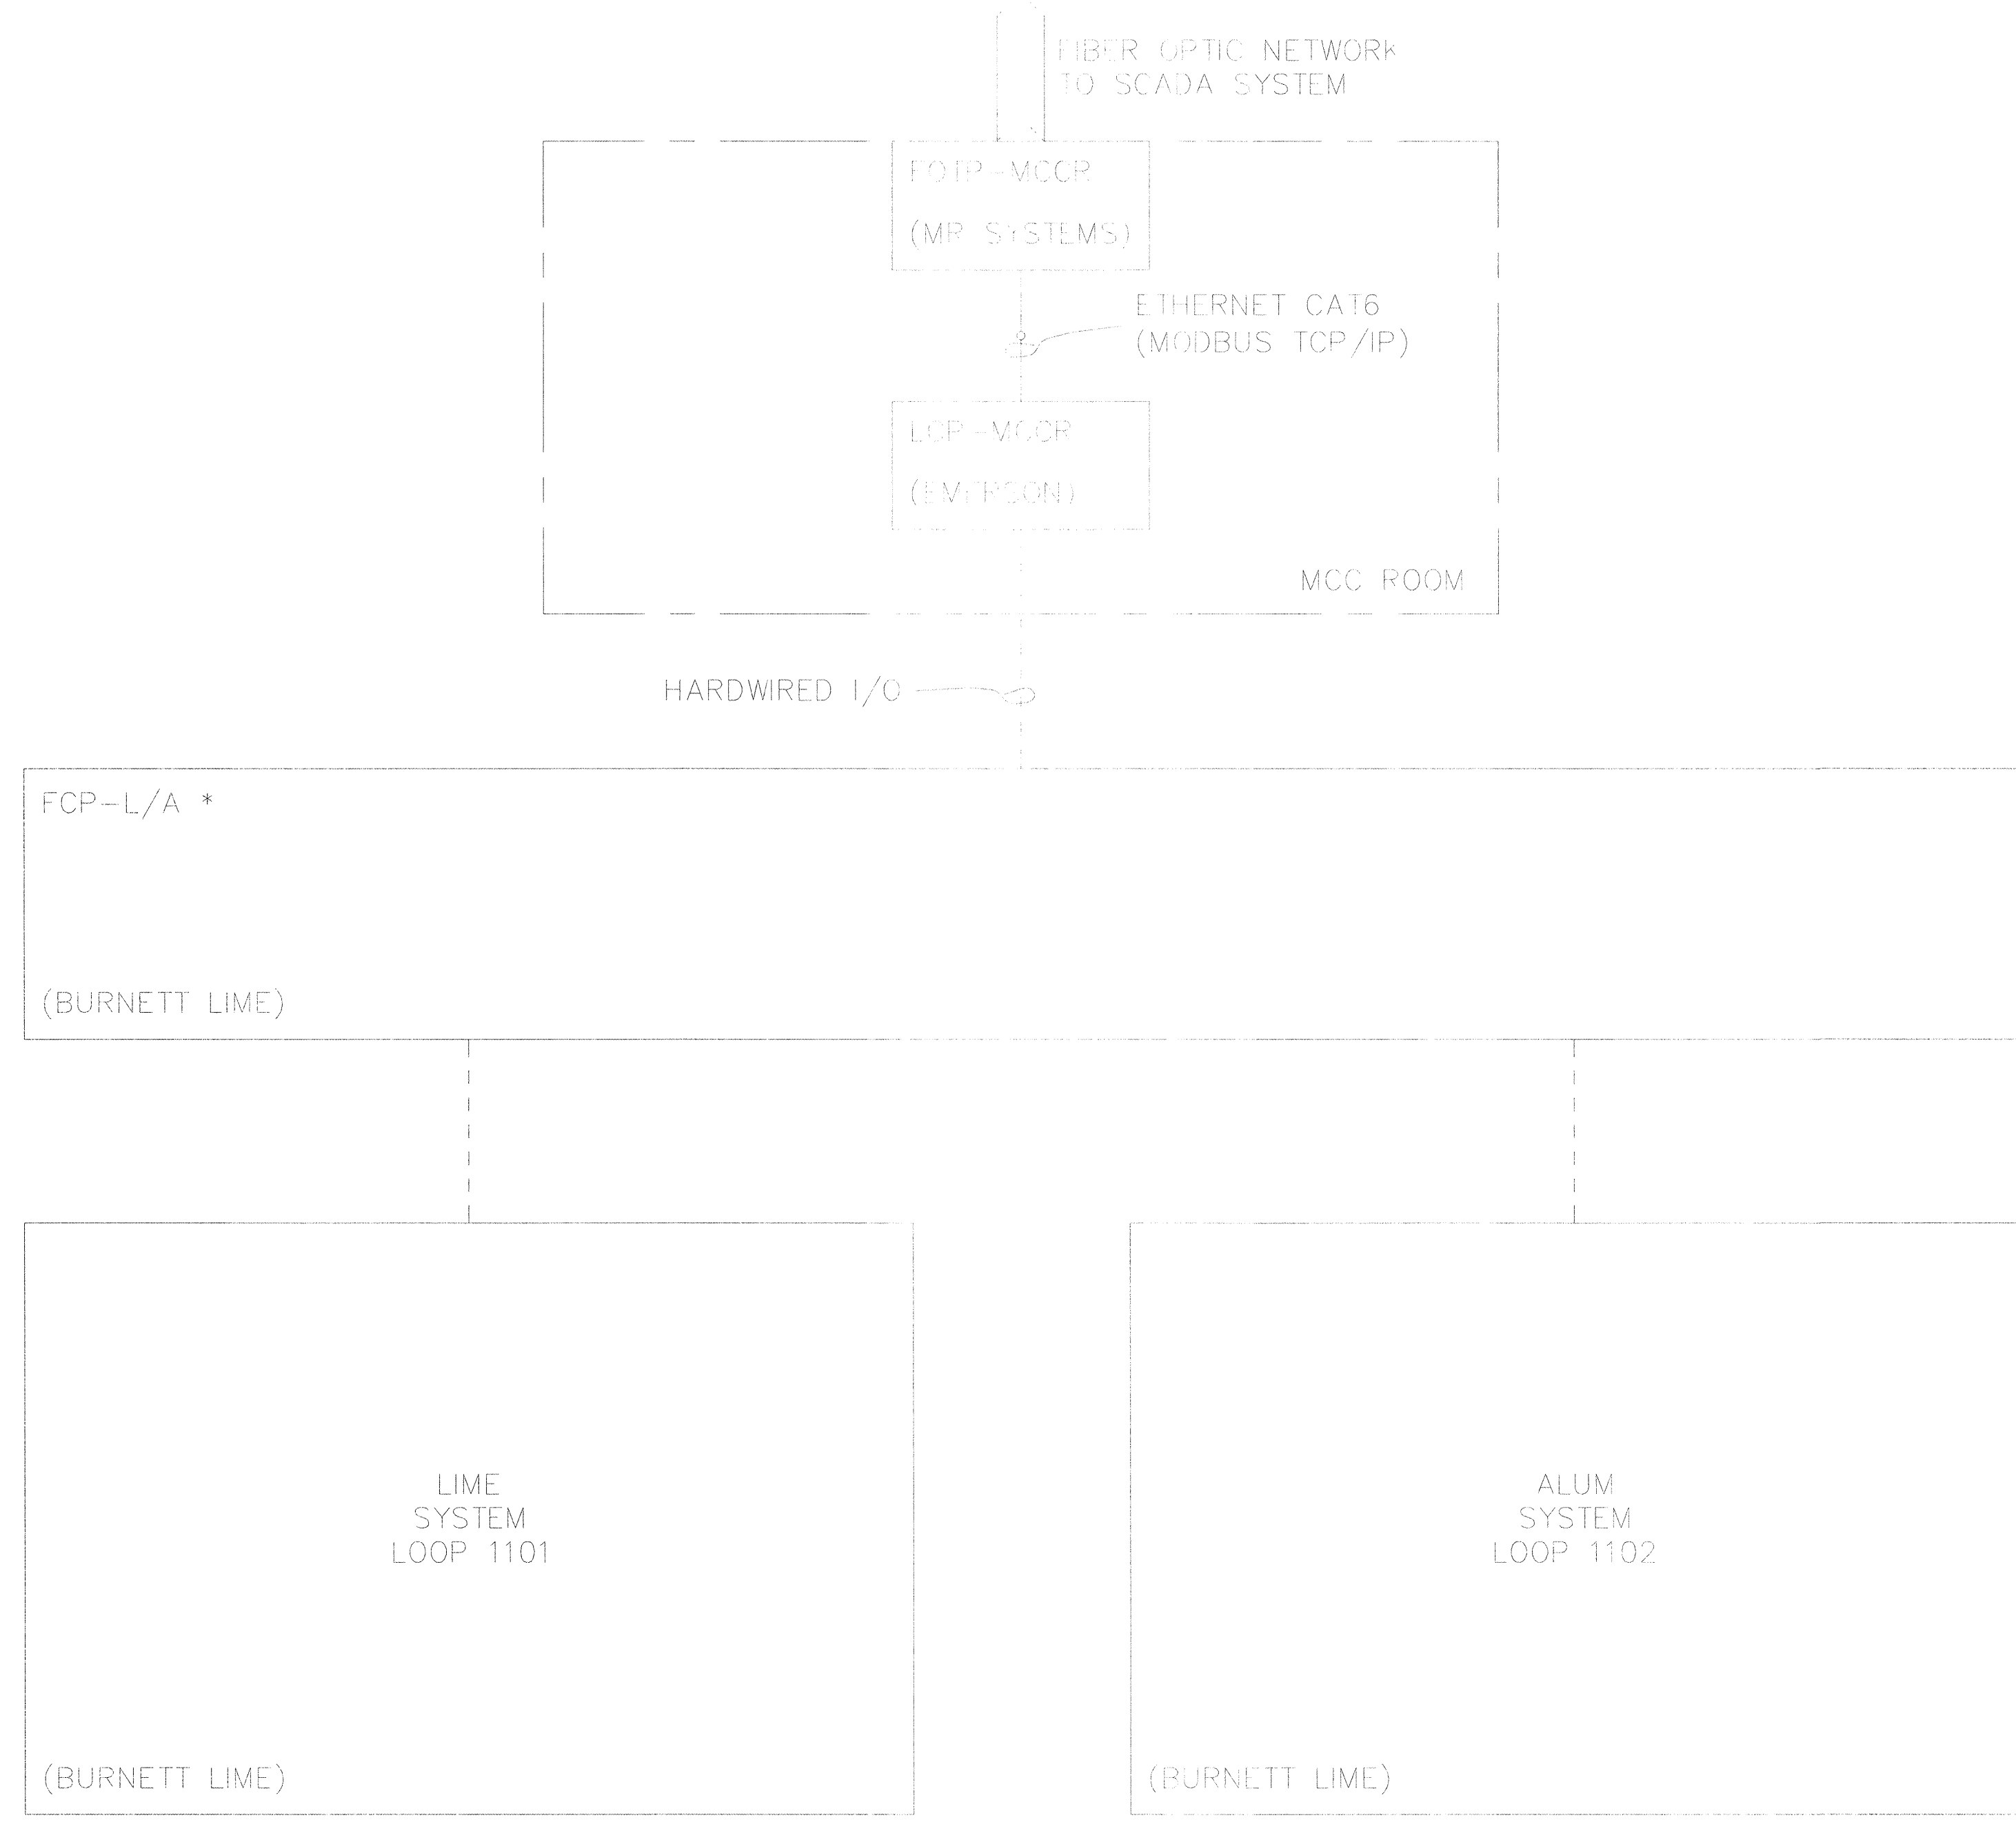 FIBER OPTIC NETWORK
TO SCADA SYSTEM
FOTP-MCCR
(MR SYSTEMS)
ETHERNET CAT6
(MODBUS TCP/IP)
LCP-MCCR
(EMERSON)
MCC ROOM
HARDWIRED I/O
FCP-L/A *
(BURNETT LIME)
LIME
SYSTEM
LOOP 1101
(BURNETT LIME)
ALUM
SYSTEM
LOOP 1102
(BURNETT LIME)